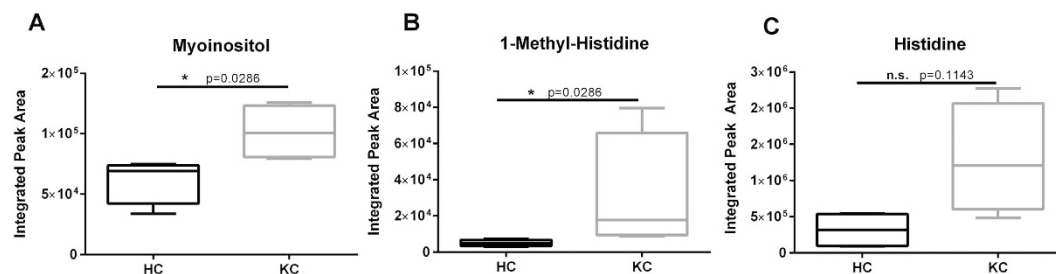 A
Myoinositol
* p=0.0286
Integrated Peak Area
2×10⁵
1×10⁵
5×10⁴
0
HC
KC
B
1-Methyl-Histidine
* p=0.0286
Integrated Peak Area
1×10⁵
8×10⁴
6×10⁴
4×10⁴
2×10⁴
0
HC
KC
C
Histidine
n.s. p=0.1143
Integrated Peak Area
3×10⁶
2×10⁶
2×10⁶
1×10⁶
1×10⁶
5×10⁵
0
HC
KC